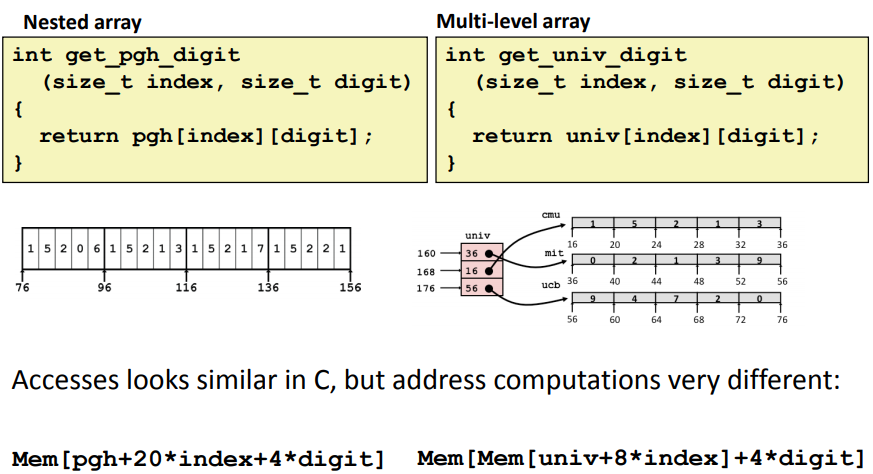 Nested array
int get_pgh_digit
(size_t index, size_t digit)
{
return pgh[index][digit];
}
Multi-level array
int get_univ_digit
(size_t index, size_t digit)
{
return univ[index][digit];
}
1 5 2 0 6 1 5 2 1 3 1 5 2 1 7 1 5 2 2 1
76 96 116 136 156
univ
160 36
168 16
176 56
cmu
1 5 2 1 3
16 20 24 28 32 36
mit
0 2 1 3 9
36 40 44 48 52 56
ucb
9 4 7 2 0
56 60 64 68 72 76
Accesses looks similar in C, but address computations very different:
Mem[pgh+20*index+4*digit] Mem[Mem[univ+8*index]+4*digit]